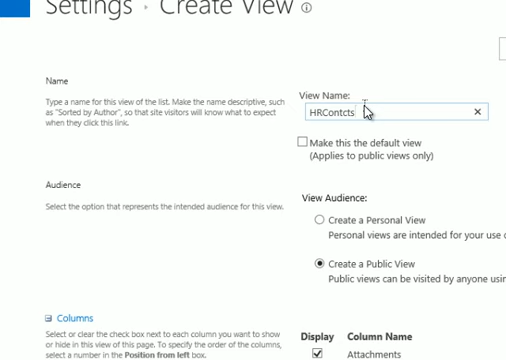 Settings › Create View
Name
Type a name for this view of the list. Make the name descriptive, such
as "Sorted by Author", so that site visitors will know what to expect
when they click this link.
View Name:
HRContcts
Make this the default view
(Applies to public views only)
Audience
Select the option that represents the intended audience for this view.
View Audience:
Create a Personal View
Personal views are intended for your use
Create a Public View
Public views can be visited by anyone
Columns
Select or clear the check box next to each column you want to show
or hide in this view of this page. To specify the order of the columns,
select a number in the Position from left box.
Display Column Name
Attachments